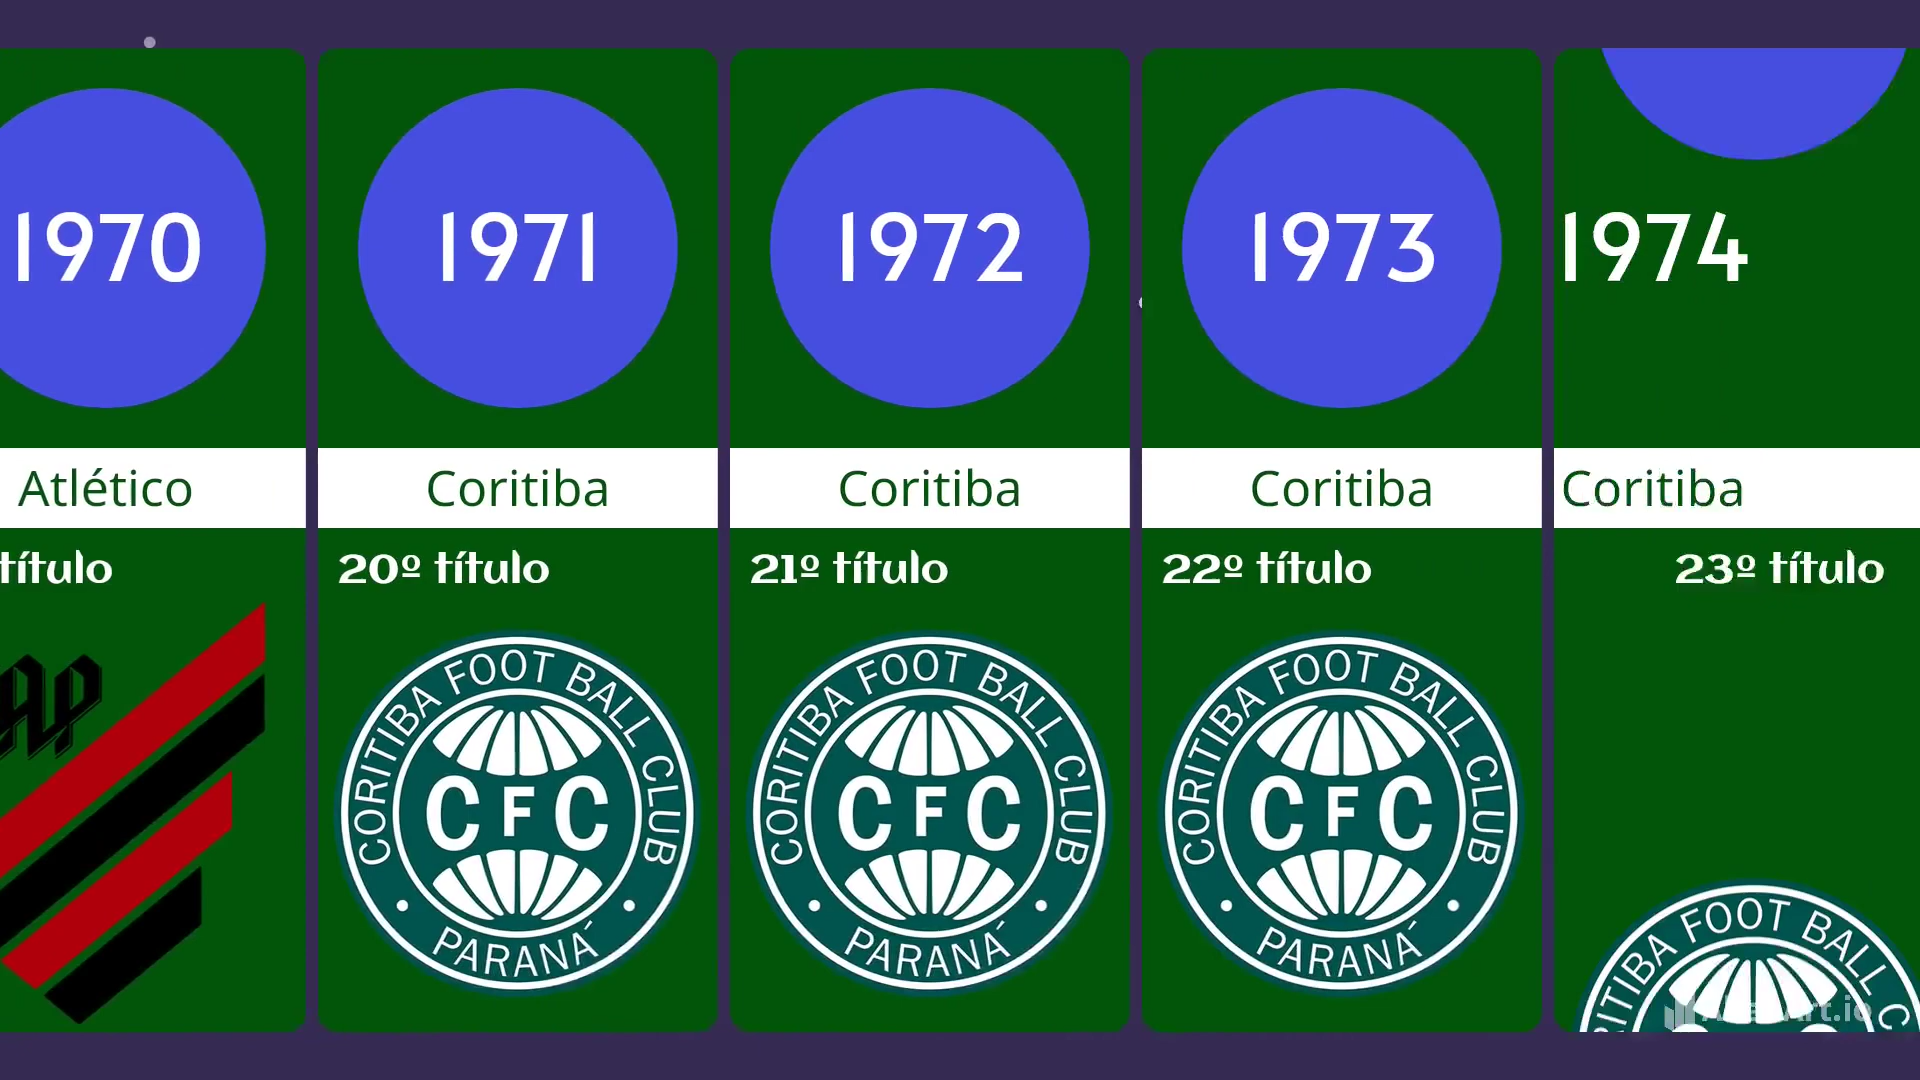 1970
1971
1972
1973
1974
Atlético
Coritiba
Coritiba
Coritiba
Coritiba
título
20º título
21º título
22º título
23º título
AP
CORITIBA FOOT BALL CLUB
CFC
PARANÁ
CORITIBA FOOT BALL CLUB
CFC
PARANÁ
CORITIBA FOOT BALL CLUB
CFC
PARANÁ
RITIBA FOOT BALL C